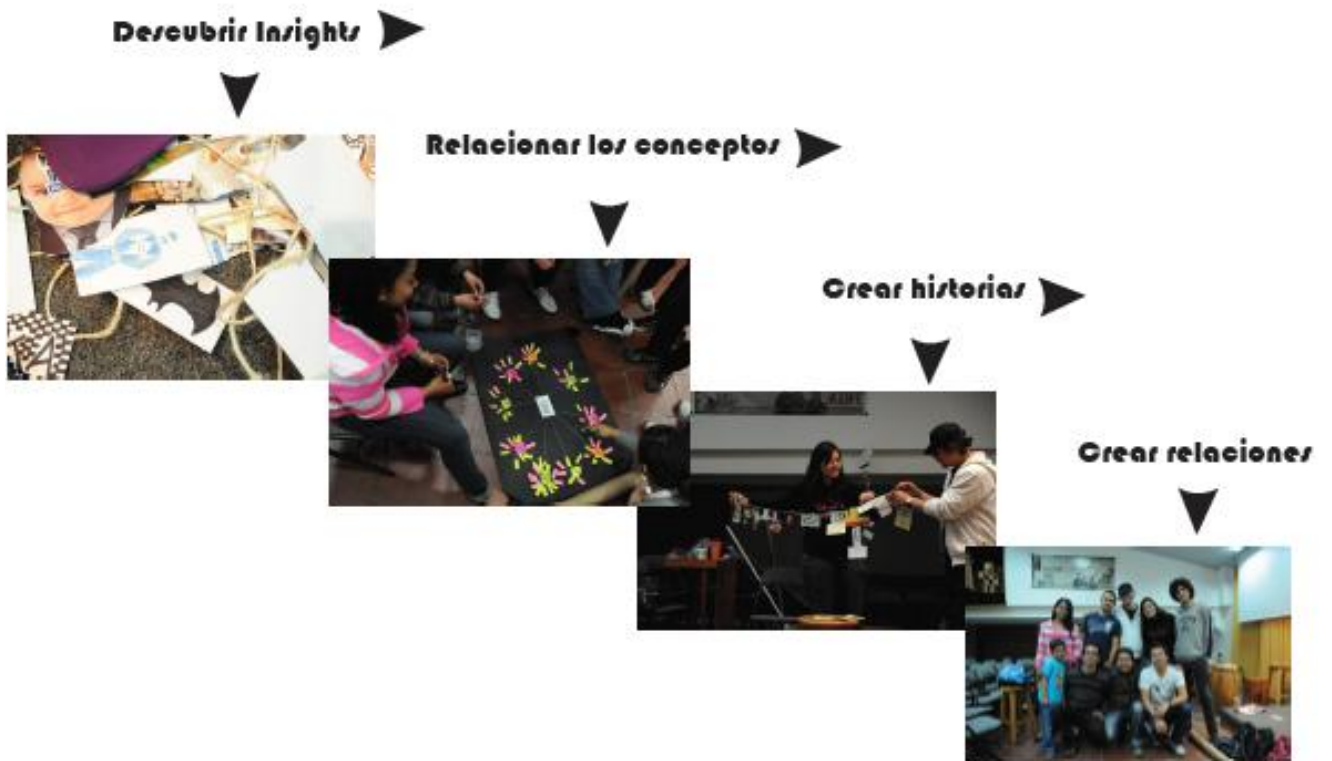 Descubrir Insights
Relacionar los conceptos
Crear historias
Crear relaciones